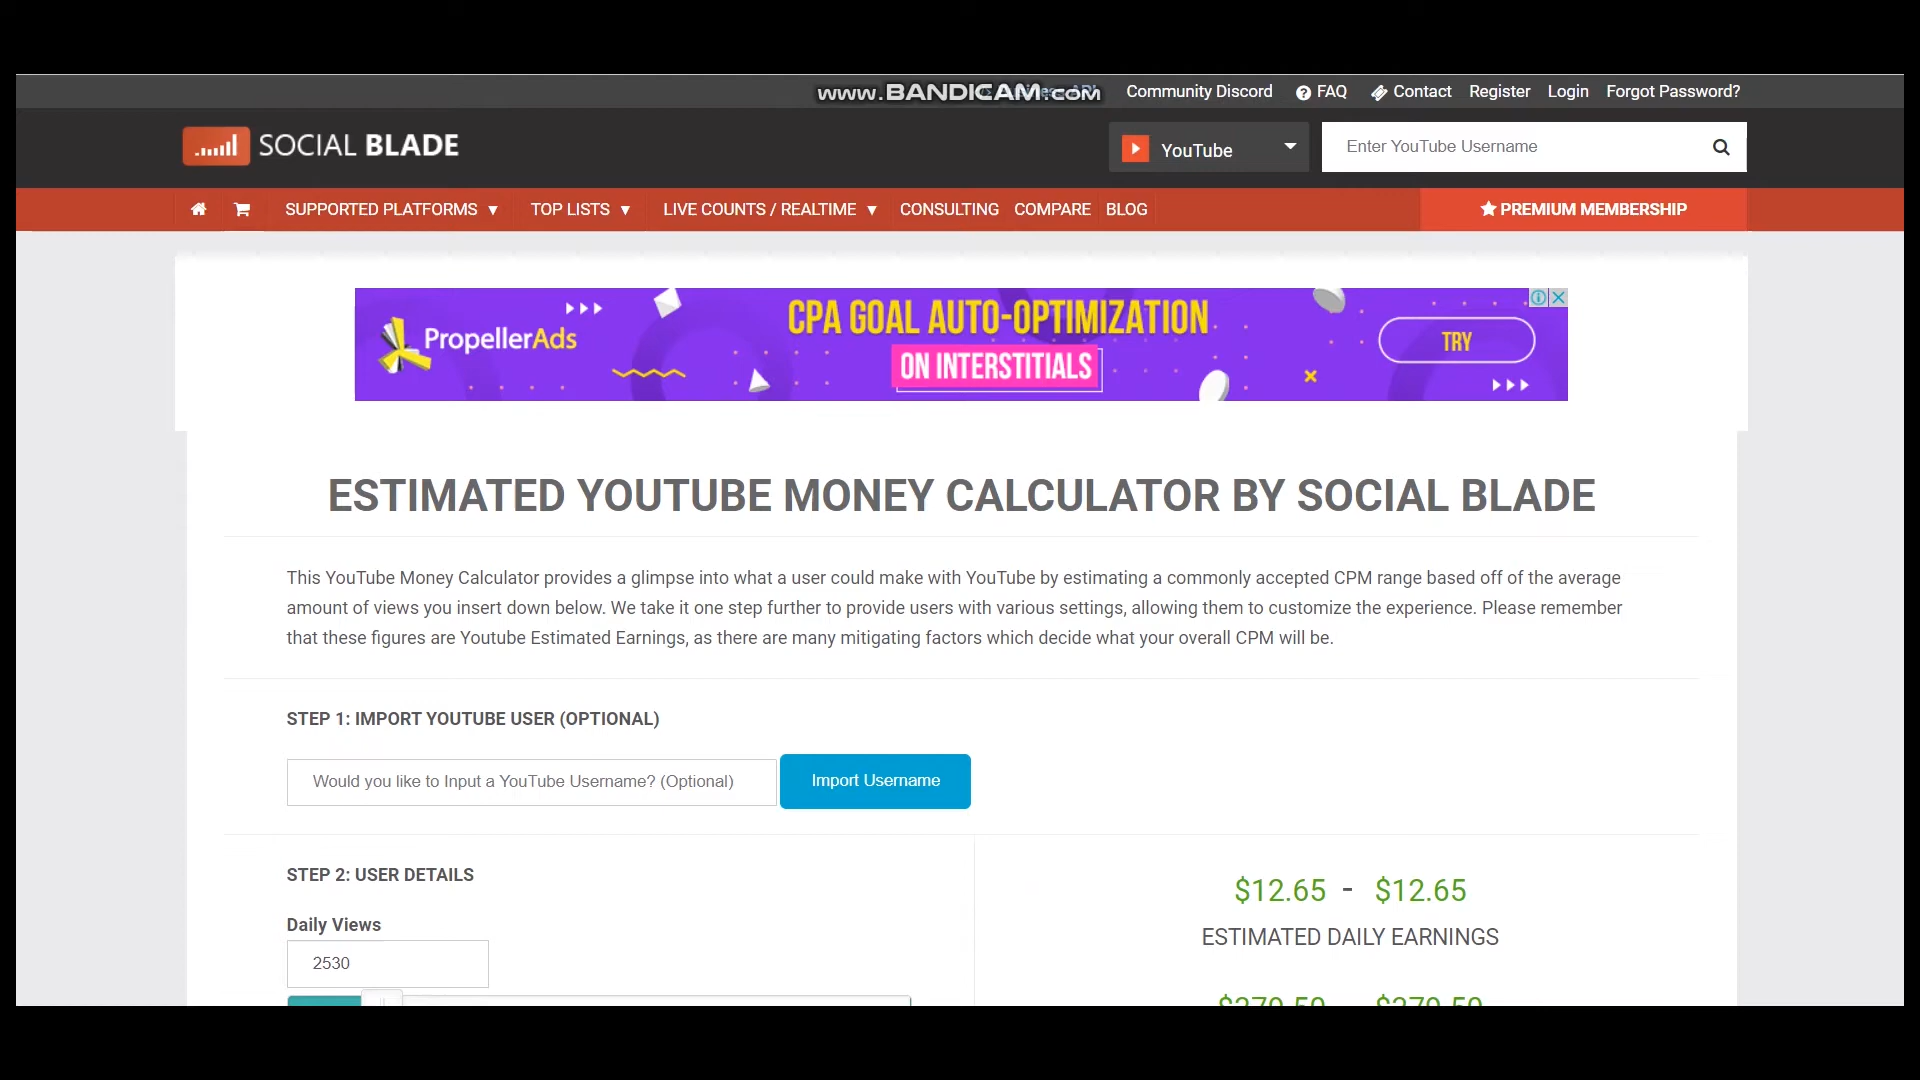 www.BANDICAM.com
Community Discord
FAQ
Contact
Register
Login
Forgot Password?
SOCIAL BLADE
YouTube
Enter YouTube Username
SUPPORTED PLATFORMS ▼
TOP LISTS ▼
LIVE COUNTS / REALTIME ▼
CONSULTING
COMPARE
BLOG
PREMIUM MEMBERSHIP
PropellerAds
CPA GOAL AUTO-OPTIMIZATION
ON INTERSTITIALS
TRY
ESTIMATED YOUTUBE MONEY CALCULATOR BY SOCIAL BLADE
This YouTube Money Calculator provides a glimpse into what a user could make with YouTube by estimating a commonly accepted CPM range based off of the average
amount of views you insert down below. We take it one step further to provide users with various settings, allowing them to customize the experience. Please remember
that these figures are Youtube Estimated Earnings, as there are many mitigating factors which decide what your overall CPM will be.
STEP 1: IMPORT YOUTUBE USER (OPTIONAL)
Would you like to Input a YouTube Username? (Optional)
Import Username
STEP 2: USER DETAILS
Daily Views
2530
$12.65 - $12.65
ESTIMATED DAILY EARNINGS